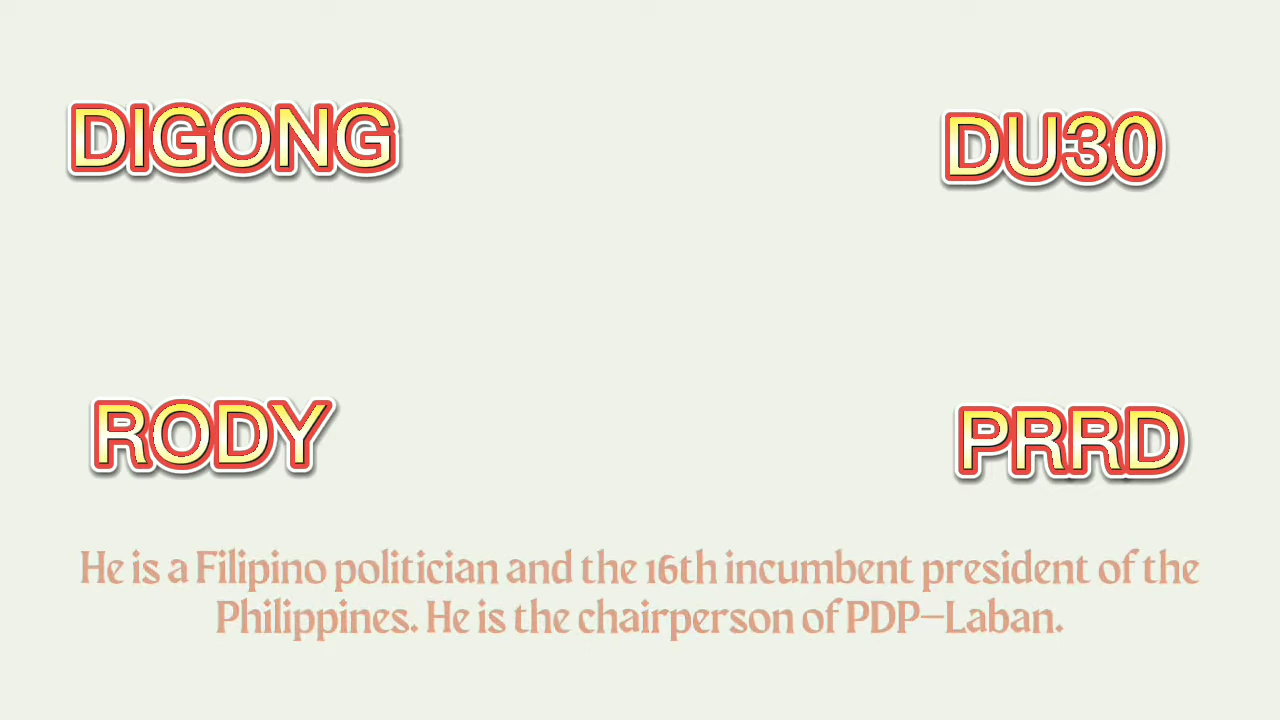 DIGONG
DU30
RODY
PRRD
He is a Filipino politician and the 16th incumbent president of the
Philippines. He is the chairperson of PDP–Laban.